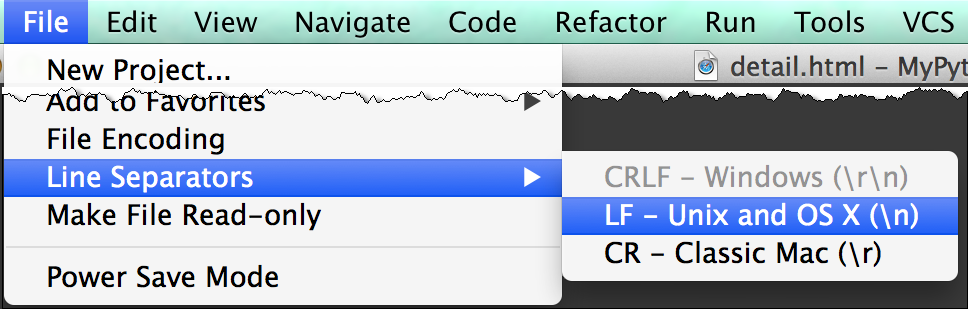 File Edit View Navigate Code Refactor Run Tools VCS
detail.html – MyPyt
New Project...
Add to Favorites
File Encoding
Line Separators
Make File Read-only
Power Save Mode
CRLF – Windows (\r\n)
LF – Unix and OS X (\n)
CR – Classic Mac (\r)